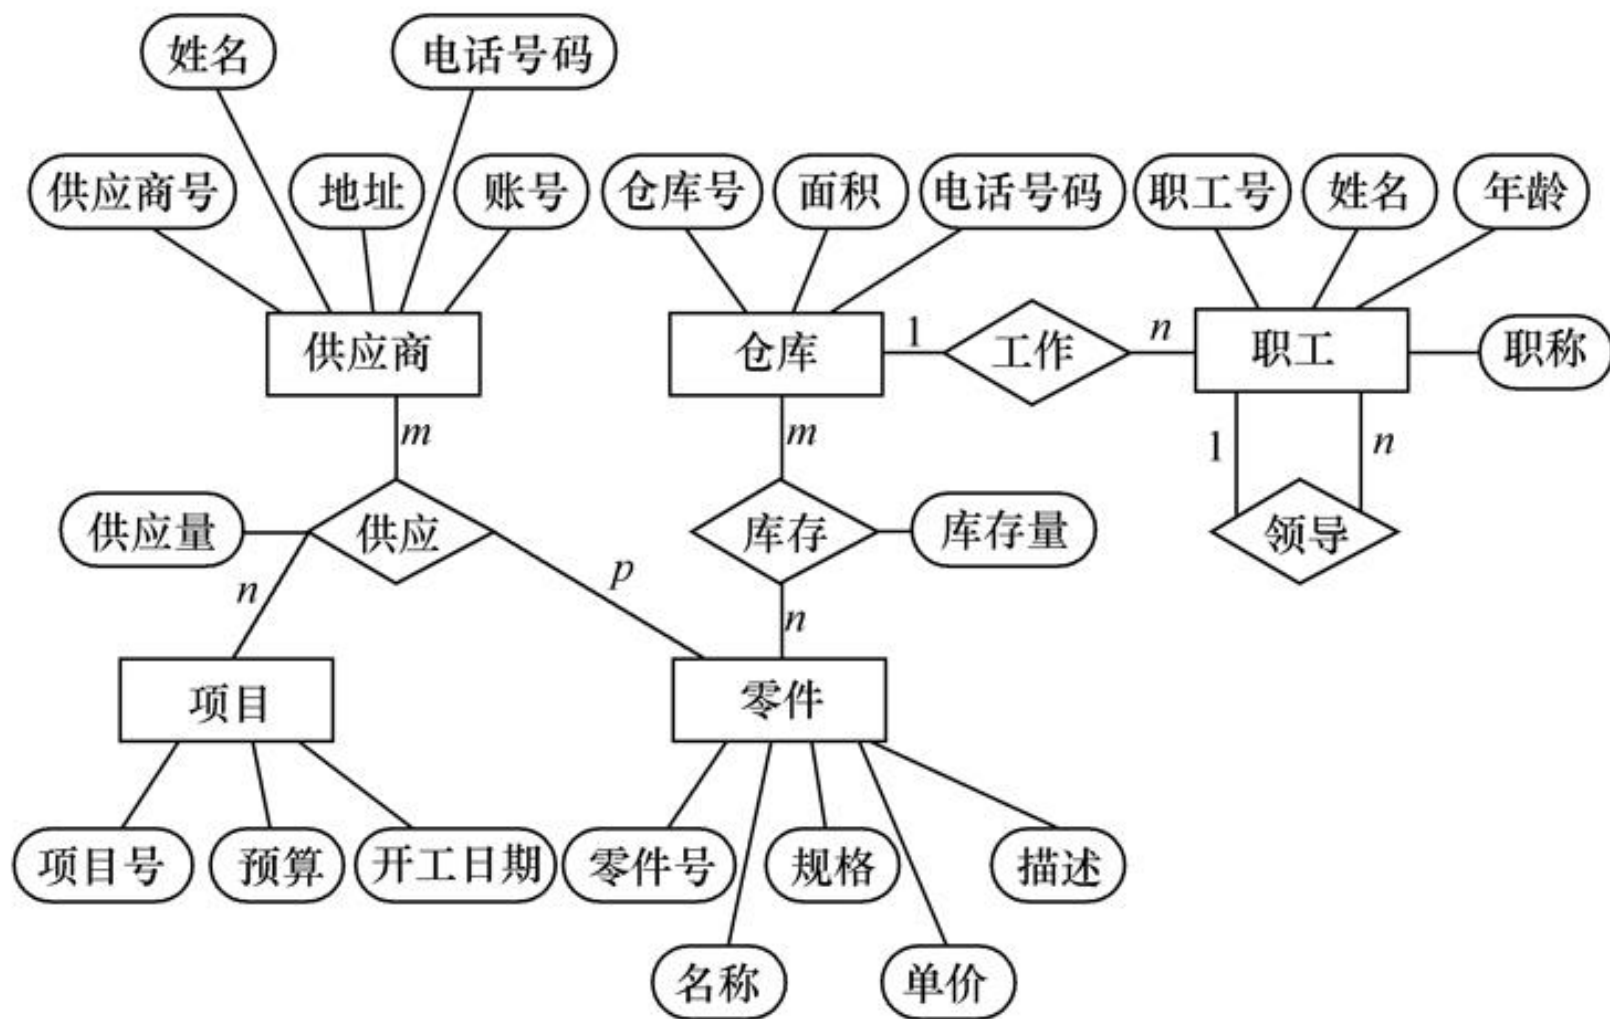 姓名
电话号码
供应商号
地址
账号
仓库号
面积
电话号码
职工号
姓名
年龄
供应商
仓库
1
工作
n
职工
职称
m
m
1
n
供应量
供应
库存
库存量
领导
n
p
n
项目
零件
项目号
预算
开工日期
零件号
规格
描述
名称
单价